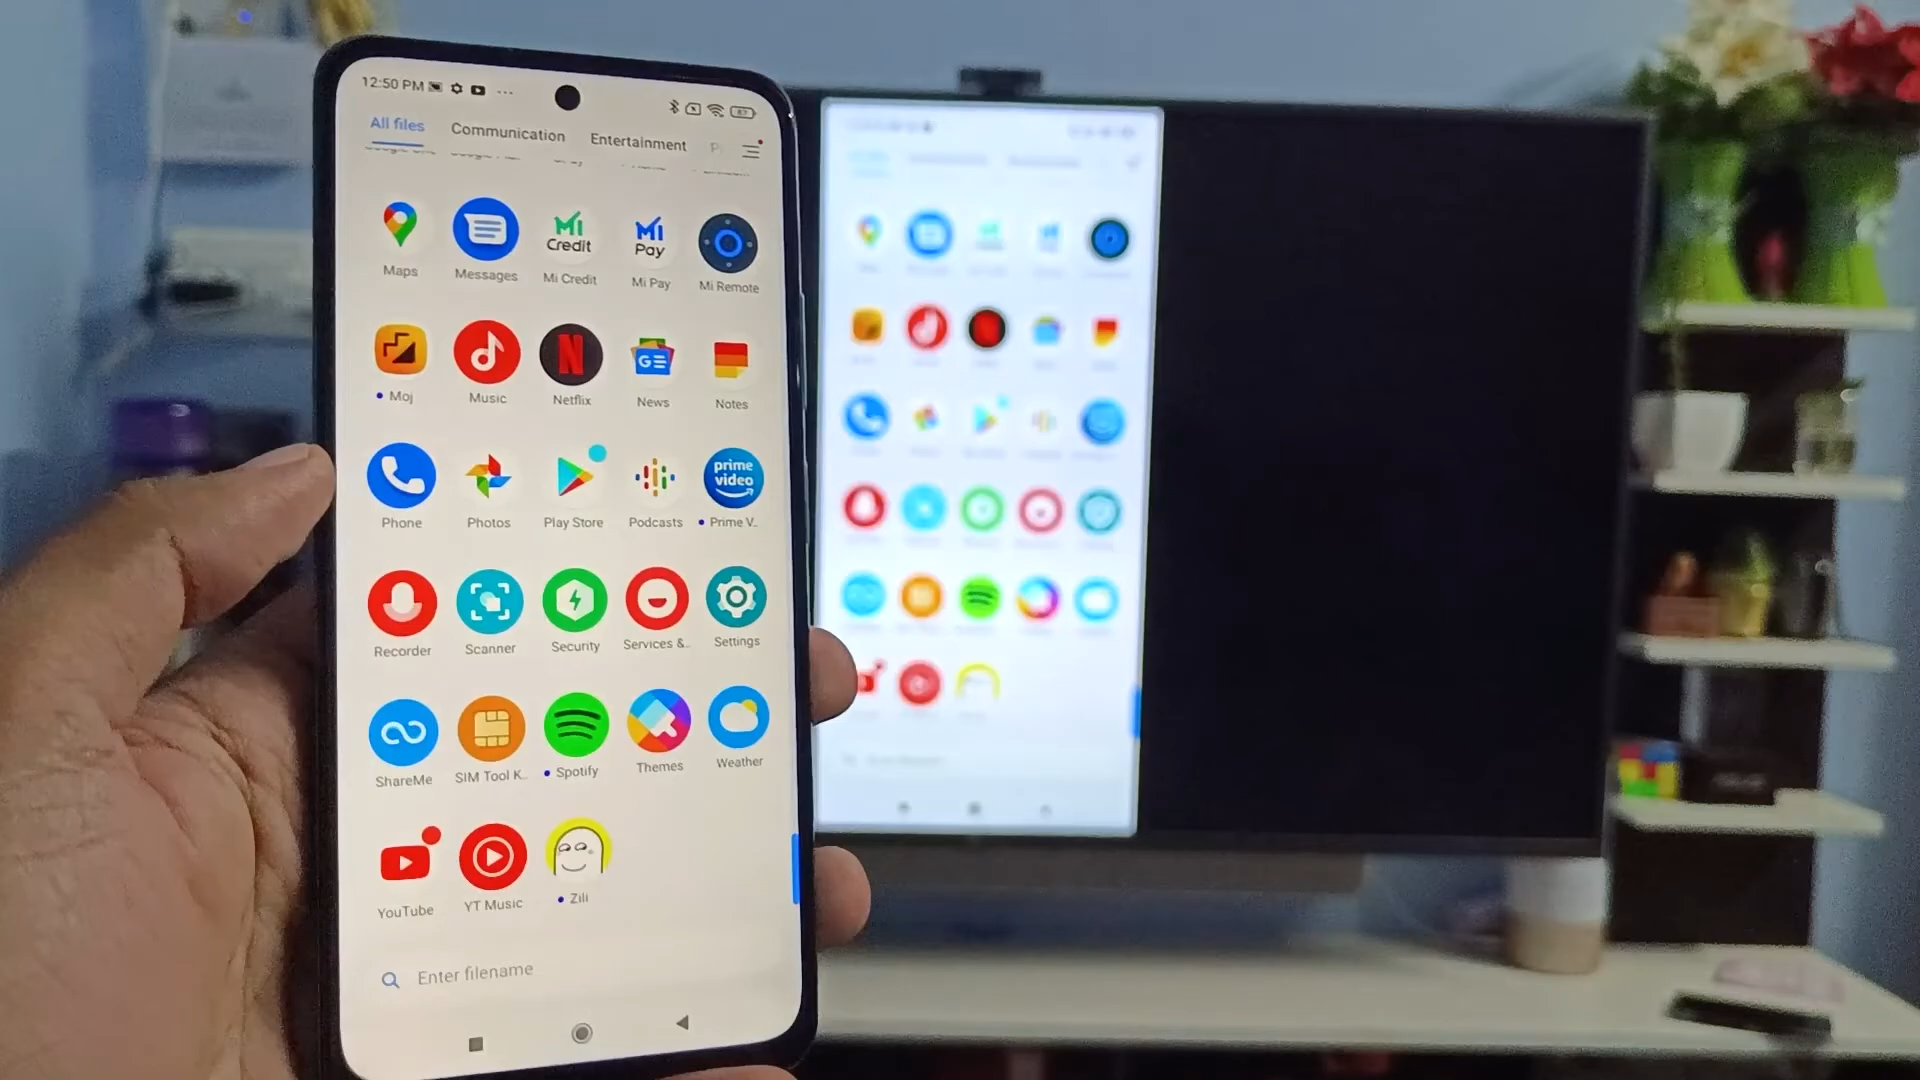 12:50 PM
All files Communication Entertainment
Maps Messages Mi Credit Mi Pay Mi Remote
Mi Credit Mi Pay
Moj Music Netflix News Notes
N GE
Phone Photos Play Store Podcasts Prime V..
prime video
Recorder Scanner Security Services &.. Settings
ShareMe SIM Tool K.. Spotify Themes Weather
YouTube YT Music Zili
Enter filename